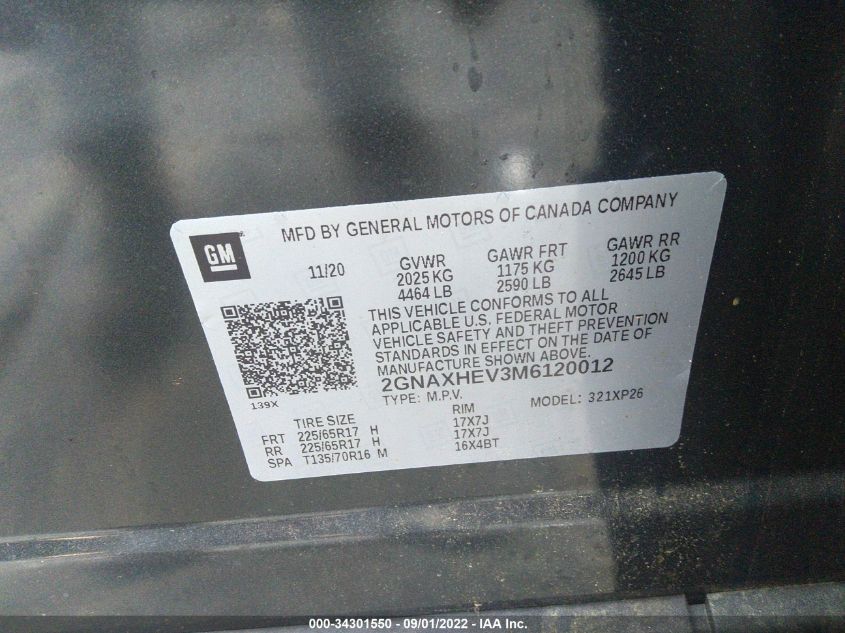 MFD BY GENERAL MOTORS OF CANADA COMPANY
GM
11/20
GVWR GAWR FRT GAWR RR
2025 KG 1175 KG 1200 KG
4464 LB 2590 LB 2645 LB
THIS VEHICLE CONFORMS TO ALL
APPLICABLE U.S. FEDERAL MOTOR
VEHICLE SAFETY AND THEFT PREVENTION
STANDARDS IN EFFECT ON THE DATE OF
MANUFACTURE SHOWN ABOVE.
2GNAXHEV3M6120012
139X
TYPE: M.P.V. MODEL: 321XP26
TIRE SIZE RIM
FRT 225/65R17 H 17X7J
RR 225/65R17 H 17X7J
SPA T135/70R16 M 16X4BT
000-34301550 - 09/01/2022 - IAA Inc.